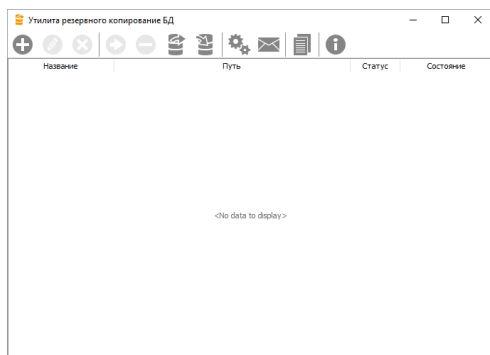 Утилита резервного копирование БД
Название Путь Статус Состояние
<No data to display>